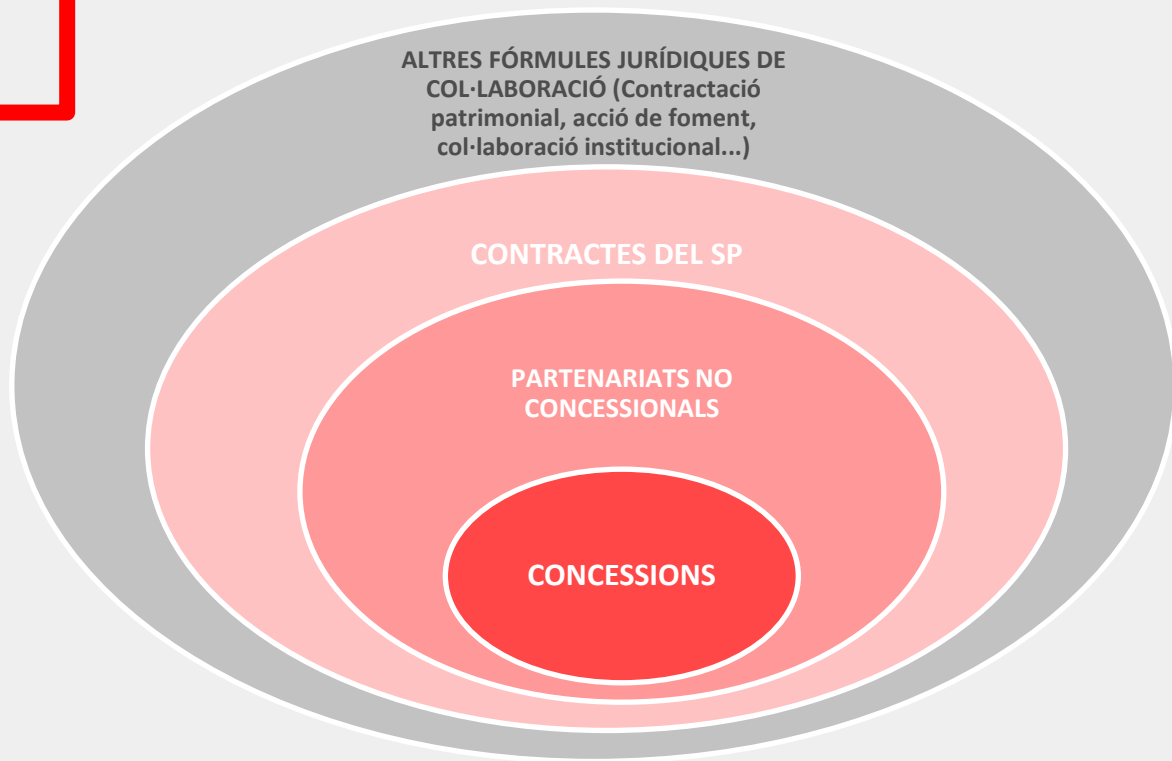 ALTRES FÓRMULES JURÍDIQUES DE
COL·LABORACIÓ (Contractació
patrimonial, acció de foment,
col·laboració institucional...)
CONTRACTES DEL SP
PARTENARIATS NO
CONCESSIONALS
CONCESSIONS